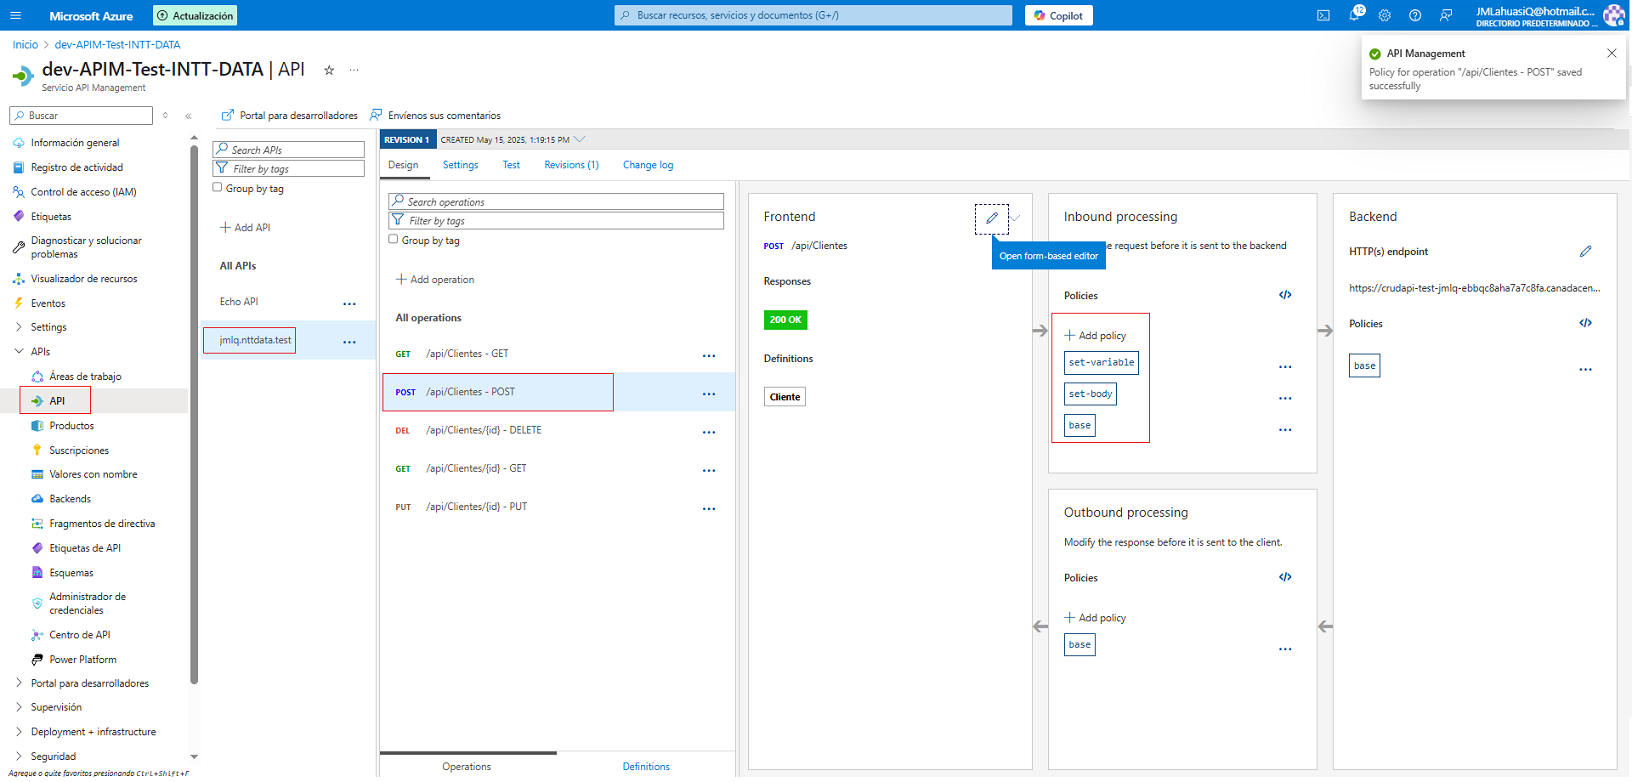 Microsoft Azure
Actualización
Buscar recursos, servicios y documentos (G+/)
Copilot
12
JMLahuasiQ@hotmail.c...
DIRECTORIO PREDETERMINADO ...
Inicio > dev-APIM-Test-INTT-DATA
dev-APIM-Test-INTT-DATA | API
Servicio API Management
API Management
Policy for operation "/api/Clientes - POST" saved
successfully
Buscar
Información general
Registro de actividad
Control de acceso (IAM)
Etiquetas
Diagnosticar y solucionar
problemas
Visualizador de recursos
Eventos
Settings
APIs
Áreas de trabajo
API
Productos
Suscripciones
Valores con nombre
Backends
Fragmentos de directiva
Etiquetas de API
Esquemas
Administrador de
credenciales
Centro de API
Power Platform
Portal para desarrolladores
Supervisión
Deployment + infrastructure
Seguridad
Agregue o quite favoritos presionando Ctrl+Shift+F
Portal para desarrolladores
Envíenos sus comentarios
Search APIs
Filter by tags
Group by tag
Add API
All APIs
Echo API
jmlq.nttdata.test
REVISION 1
CREATED May 15, 2025, 1:19:15 PM
Design
Settings
Test
Revisions (1)
Change log
Search operations
Filter by tags
Group by tag
Add operation
All operations
GET /api/Clientes - GET
POST /api/Clientes - POST
DEL /api/Clientes/{id} - DELETE
GET /api/Clientes/{id} - GET
PUT /api/Clientes/{id} - PUT
Operations
Definitions
Frontend
POST /api/Clientes
Open form-based editor
Responses
200 OK
Definitions
Cliente
Inbound processing
e request before it is sent to the backend
Policies
</>
Add policy
set-variable
set-body
base
Outbound processing
Modify the response before it is sent to the client.
Policies
</>
Add policy
base
Backend
HTTP(s) endpoint
https://crudapi-test-jmlq-ebbqc8aha7a7c8fa.canadacen...
Policies
</>
base